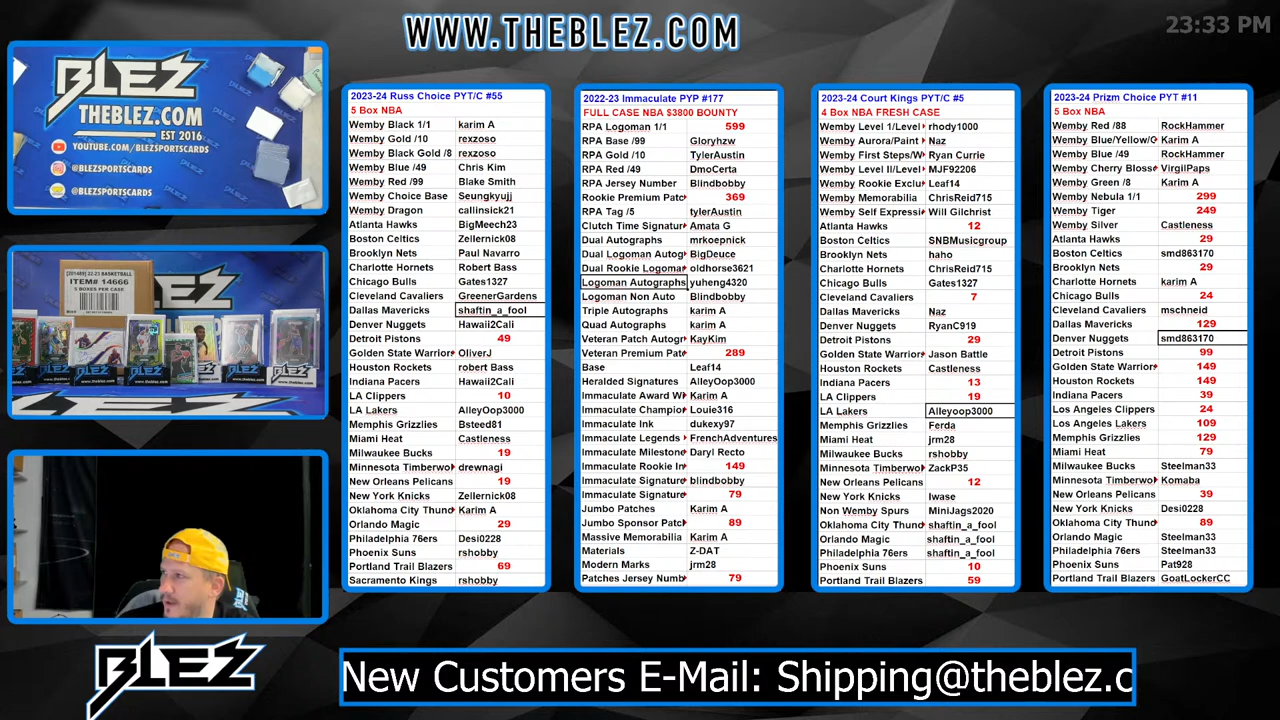 WWW.THEBLEZ.COM
23:33 PM
BLEZ
THEBLEZ.COM
EST 2016
YOUTUBE.COM/BLEZSPORTSCARDS
@BLEZSPORTSCARDS
@BLEZSPORTSCARDS
22-23 BASKETBALL
ITEM# 14666
5 BOXES PER CASE
BLEZ
2023-24 Russ Choice PYT/C #55
5 Box NBA
Wemby Black 1/1 karim A
Wemby Gold /10 rexzoso
Wemby Black Gold /8 rexzoso
Wemby Blue /49 Chris Kim
Wemby Red /99 Blake Smith
Wemby Choice Base Seungkyujj
Wemby Dragon callinsick21
Atlanta Hawks BigMeech23
Boston Celtics Zellernick08
Brooklyn Nets Paul Navarro
Charlotte Hornets Robert Bass
Chicago Bulls Gates1327
Cleveland Cavaliers GreenerGardens
Dallas Mavericks shaftin_a_fool
Denver Nuggets Hawaii2Cali
Detroit Pistons 49
Golden State Warrior OliverJ
Houston Rockets robert Bass
Indiana Pacers Hawaii2Cali
LA Clippers 10
LA Lakers AlleyOop3000
Memphis Grizzlies Bsteed81
Miami Heat Castleness
Milwaukee Bucks 19
Minnesota Timberwo drewnagi
New Orleans Pelicans 19
New York Knicks Zellernick08
Oklahoma City Thun Karim A
Orlando Magic 29
Philadelphia 76ers Desi0228
Phoenix Suns rshobby
Portland Trail Blazers 69
Sacramento Kings rshobby
2022-23 Immaculate PYP #177
FULL CASE NBA $3800 BOUNTY
RPA Logoman 1/1 599
RPA Base /99 Gloryhzw
RPA Gold /10 TylerAustin
RPA Red /49 DmoCerta
RPA Jersey Number Blindbobby
Rookie Premium Patc 369
RPA Tag /5 tylerAustin
Clutch Time Signatur Amata G
Dual Autographs mrkoepnick
Dual Logoman Autog BigDeuce
Dual Rookie Logoma oldhorse3621
Logoman Autographs yuheng4320
Logoman Non Auto Blindbobby
Triple Autographs karim A
Quad Autographs karim A
Veteran Patch Autogr KayKim
Veteran Premium Pat 289
Base Leaf14
Heralded Signatures AlleyOop3000
Immaculate Award W Karim A
Immaculate Champio Louie316
Immaculate Ink dukexy97
Immaculate Legends FrenchAdventures
Immaculate Milestone Daryl Recto
Immaculate Rookie In 149
Immaculate Signature blindbobby
Immaculate Signature 79
Jumbo Patches Karim A
Jumbo Sponsor Patc 89
Massive Memorabilia Karim A
Materials Z-DAT
Modern Marks jrm28
Patches Jersey Numb 79
2023-24 Court Kings PYT/C #5
4 Box NBA FRESH CASE
Wemby Level 1/Level rhody1000
Wemby Aurora/Paint Naz
Wemby First Steps/W Ryan Currie
Wemby Level II/Level MJF92206
Wemby Rookie Exclu Leaf14
Wemby Memorabilia ChrisReid715
Wemby Self Expressi Will Gilchrist
Atlanta Hawks 12
Boston Celtics SNBMusicgroup
Brooklyn Nets haho
Charlotte Hornets ChrisReid715
Chicago Bulls Gates1327
Cleveland Cavaliers 7
Dallas Mavericks Naz
Denver Nuggets RyanC919
Detroit Pistons 29
Golden State Warrior Jason Battle
Houston Rockets Castleness
Indiana Pacers 13
LA Clippers 19
LA Lakers Alleyoop3000
Memphis Grizzlies Ferda
Miami Heat jrm28
Milwaukee Bucks rshobby
Minnesota Timberwo ZackP35
New Orleans Pelicans 12
New York Knicks Iwase
Non Wemby Spurs MiniJags2020
Oklahoma City Thun shaftin_a_fool
Orlando Magic shaftin_a_fool
Philadelphia 76ers shaftin_a_fool
Phoenix Suns 10
Portland Trail Blazers 59
2023-24 Prizm Choice PYT #11
5 Box NBA
Wemby Red /88 RockHammer
Wemby Blue/Yellow/G Karim A
Wemby Blue /49 RockHammer
Wemby Cherry Bloss VirgilPaps
Wemby Green /8 Karim A
Wemby Nebula 1/1 299
Wemby Tiger 249
Wemby Silver Castleness
Atlanta Hawks 29
Boston Celtics smd863170
Brooklyn Nets 29
Charlotte Hornets karim A
Chicago Bulls 24
Cleveland Cavaliers mschneid
Dallas Mavericks 129
Denver Nuggets smd863170
Detroit Pistons 99
Golden State Warrior 149
Houston Rockets 149
Indiana Pacers 39
Los Angeles Clippers 24
Los Angeles Lakers 109
Memphis Grizzlies 129
Miami Heat 79
Milwaukee Bucks Steelman33
Minnesota Timberwo Komaba
New Orleans Pelicans 39
New York Knicks Desi0228
Oklahoma City Thun 89
Orlando Magic Steelman33
Philadelphia 76ers Steelman33
Phoenix Suns Pat928
Portland Trail Blazers GoatLockerCC
New Customers E-Mail: Shipping@theblez.c